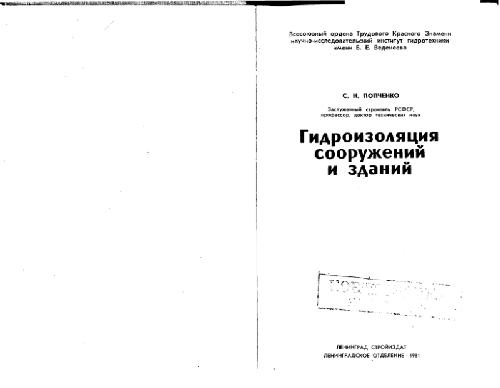 Всесоюзный ордена Трудового Красного Знамени
научно-исследовательский институт гидротехники
имени Б. Е. Веденеева
С. Н. ПОПЧЕНКО
Заслуженный строитель РСФСР,
профессор, доктор технических наук
Гидроизоляция
сооружений
и зданий
ЛЕНИНГРАД СТРОЙИЗДАТ
ЛЕНИНГРАДСКОЕ ОТДЕЛЕНИЕ 1981